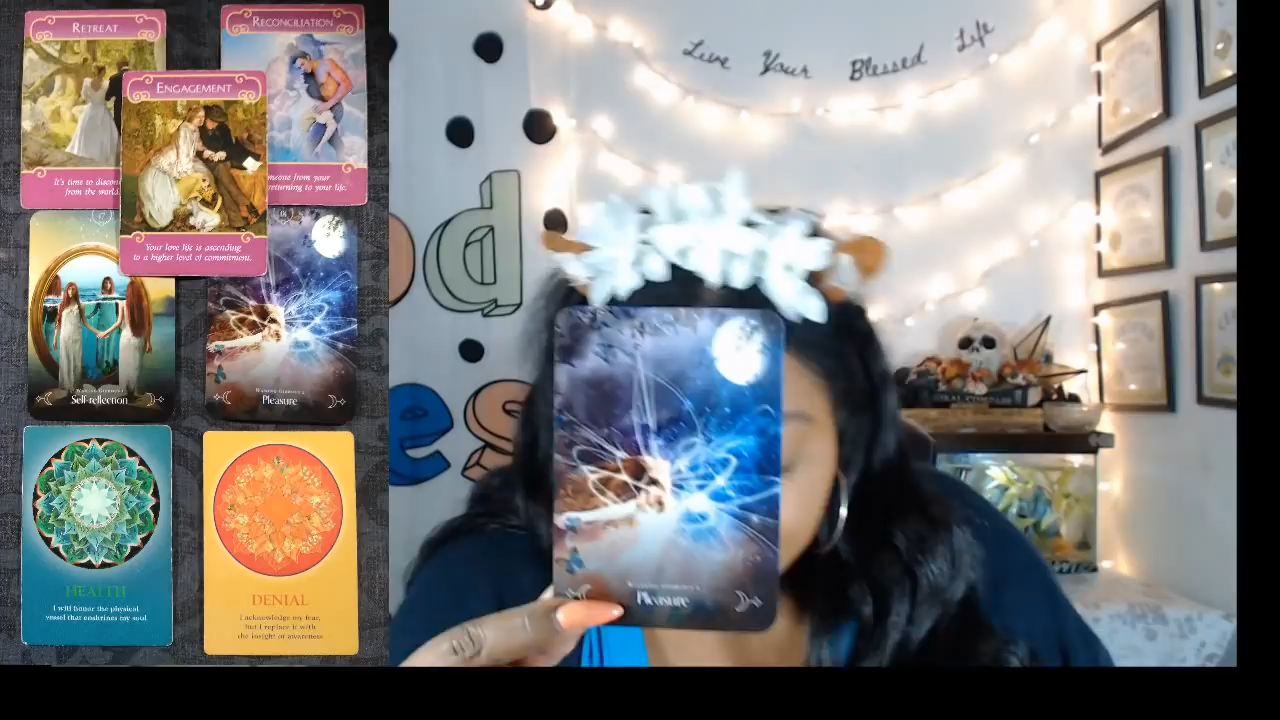 RETREAT
It's time to
from the world
RECONCILIATION
from your
returning to your life.
ENGAGEMENT
Your love life is ascending
to a higher level of commitment.
Self-reflection
Pleasure
HEALTH
I will honor the physical
vessel that enshrines my soul
DENIAL
I acknowledge my fear,
but I replace it with
the insight of awareness
Live Your Blessed Life
od
es
Pleasure